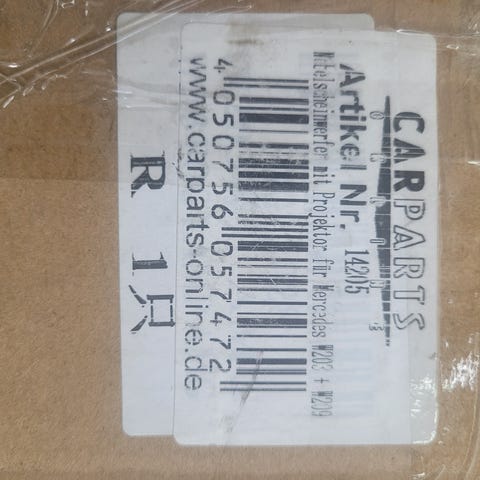 CARPARTS
ONLINE
Artikel Nr. 14205
Nebelscheinwerfer mit Projektor für Mercedes W203 + W209
4 050756 057472
www.carparts-online.de
R 1只